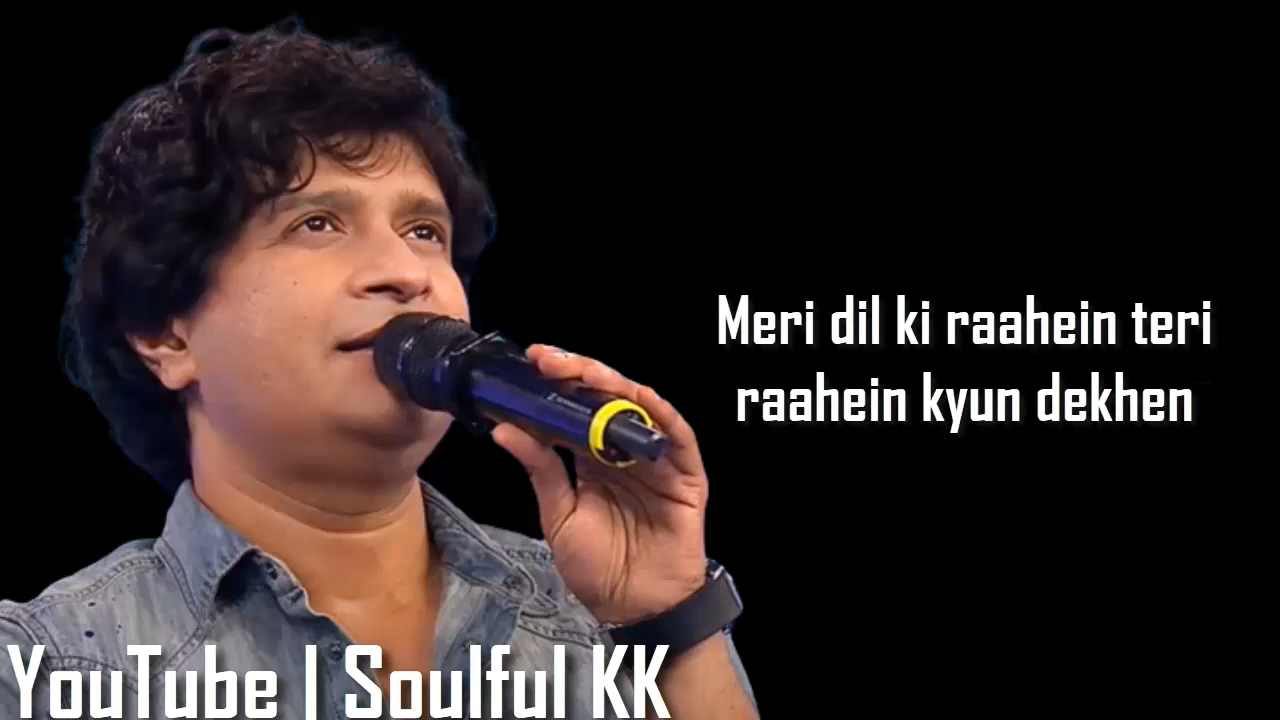 Meri dil ki raahein teri
raahein kyun dekhen
YouTube | Soulful KK